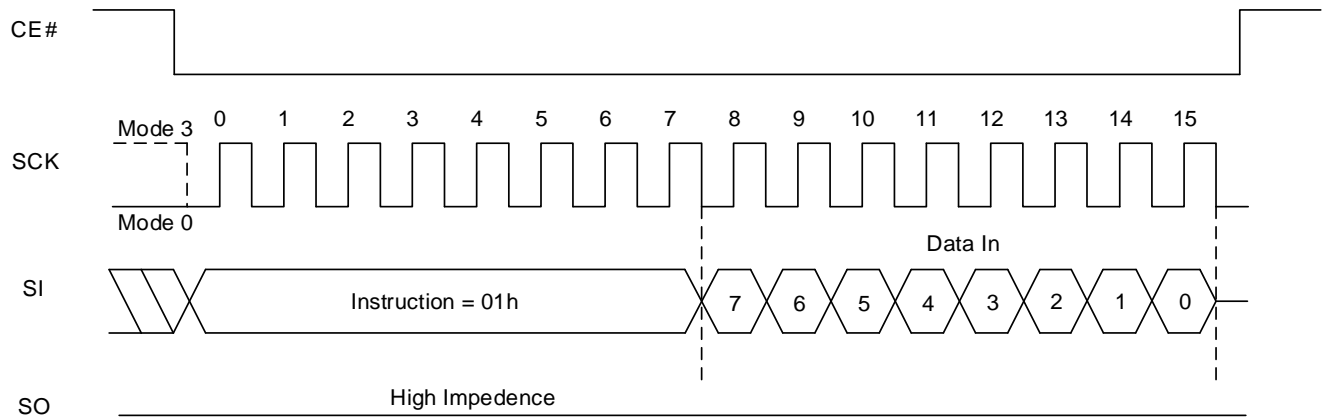 CE#
Mode 3
0 1 2 3 4 5 6 7 8 9 10 11 12 13 14 15
SCK
Mode 0
Data In
SI
Instruction = 01h
7 6 5 4 3 2 1 0
High Impedence
SO